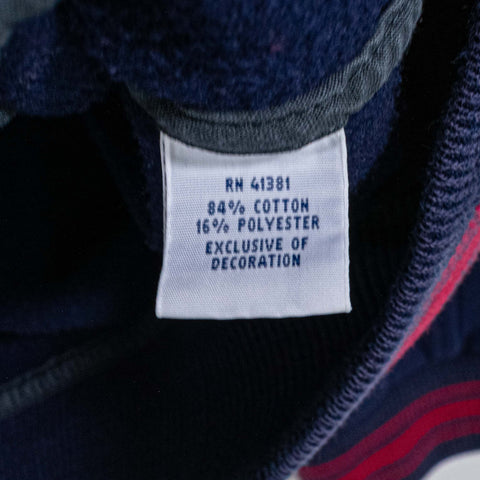 RN 41381
84% COTTON
16% POLYESTER
EXCLUSIVE OF
DECORATION